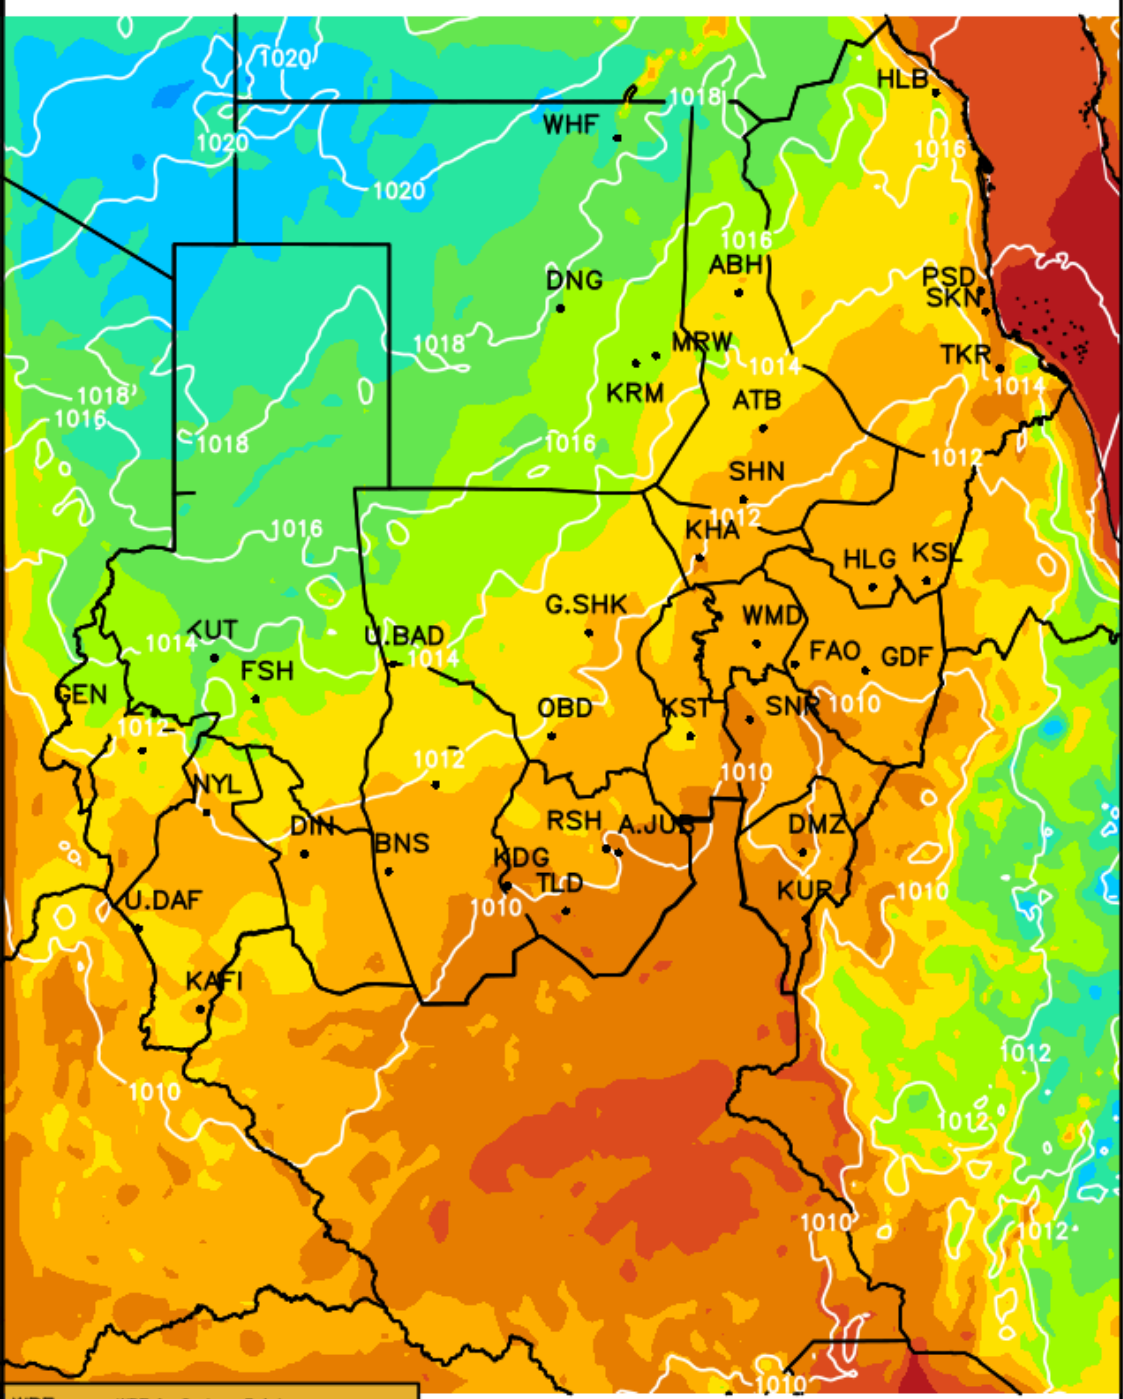 1020
HLB
1018
WHF
1020
1016
1020
1016
ABH
PSD
DNG
SKN
1018
MRW
TKR
1014
1018
1014
KRM
ATB
1016
1018
1016
1012
SHN
1012
1016
KHA
HLG
KSL
G.SHK
WMD
KUT
U.BAD
1014
1014
FAO
GDF
FSH
GEN
OBD
KST
SNR
1010
1012
1012
1010
NYL
RSH
A.JUB
DMZ
DIN
BNS
KDG
TLD
KUR
1010
U.DAF
1010
KAFI
1012
1010
1012
1010
1012
1010